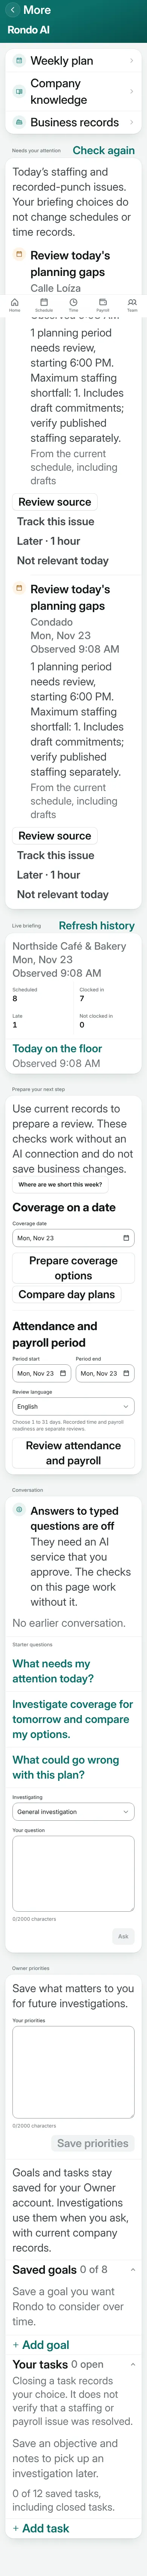 More
Rondo AI
Weekly plan
Company
knowledge
Business records
Needs your attention
Check again
Today's staffing and
recorded-punch issues.
Your briefing choices do
not change schedules or
time records.
Review today's
planning gaps
Calle Loíza
Home
Schedule
Time
Payroll
Team
1 planning period
needs review,
starting 6:00 PM.
Maximum staffing
shortfall: 1. Includes
draft commitments;
verify published
staffing separately.
From the current
schedule, including
drafts
Review source
Track this issue
Later · 1 hour
Not relevant today
Review today's
planning gaps
Condado
Mon, Nov 23
Observed 9:08 AM
1 planning period
needs review,
starting 6:00 PM.
Maximum staffing
shortfall: 1. Includes
draft commitments;
verify published
staffing separately.
From the current
schedule, including
drafts
Review source
Track this issue
Later · 1 hour
Not relevant today
Live briefing
Refresh history
Northside Café & Bakery
Mon, Nov 23
Observed 9:08 AM
Scheduled
8
Clocked in
7
Late
1
Not clocked in
0
Today on the floor
Observed 9:08 AM
Prepare your next step
Use current records to
prepare a review. These
checks work without an
AI connection and do not
save business changes.
Where are we short this week?
Coverage on a date
Coverage date
Mon, Nov 23
Prepare coverage
options
Compare day plans
Attendance and
payroll period
Period start
Period end
Mon, Nov 23
Mon, Nov 23
Review language
English
Choose 1 to 31 days. Recorded time and payroll
readiness are separate reviews.
Review attendance
and payroll
Conversation
Answers to typed
questions are off
They need an AI
service that you
approve. The checks
on this page work
without it.
No earlier conversation.
Starter questions
What needs my
attention today?
Investigate coverage for
tomorrow and compare
my options.
What could go wrong
with this plan?
Investigating
General investigation
Your question
0/2000 characters
Ask
Owner priorities
Save what matters to you
for future investigations.
Your priorities
0/2000 characters
Save priorities
Goals and tasks stay
saved for your Owner
account. Investigations
use them when you ask,
with current company
records.
Saved goals 0 of 8
Save a goal you want
Rondo to consider over
time.
+ Add goal
Your tasks 0 open
Closing a task records
your choice. It does not
verify that a staffing or
payroll issue was resolved.
Save an objective and
notes to pick up an
investigation later.
0 of 12 saved tasks,
including closed tasks.
+ Add task